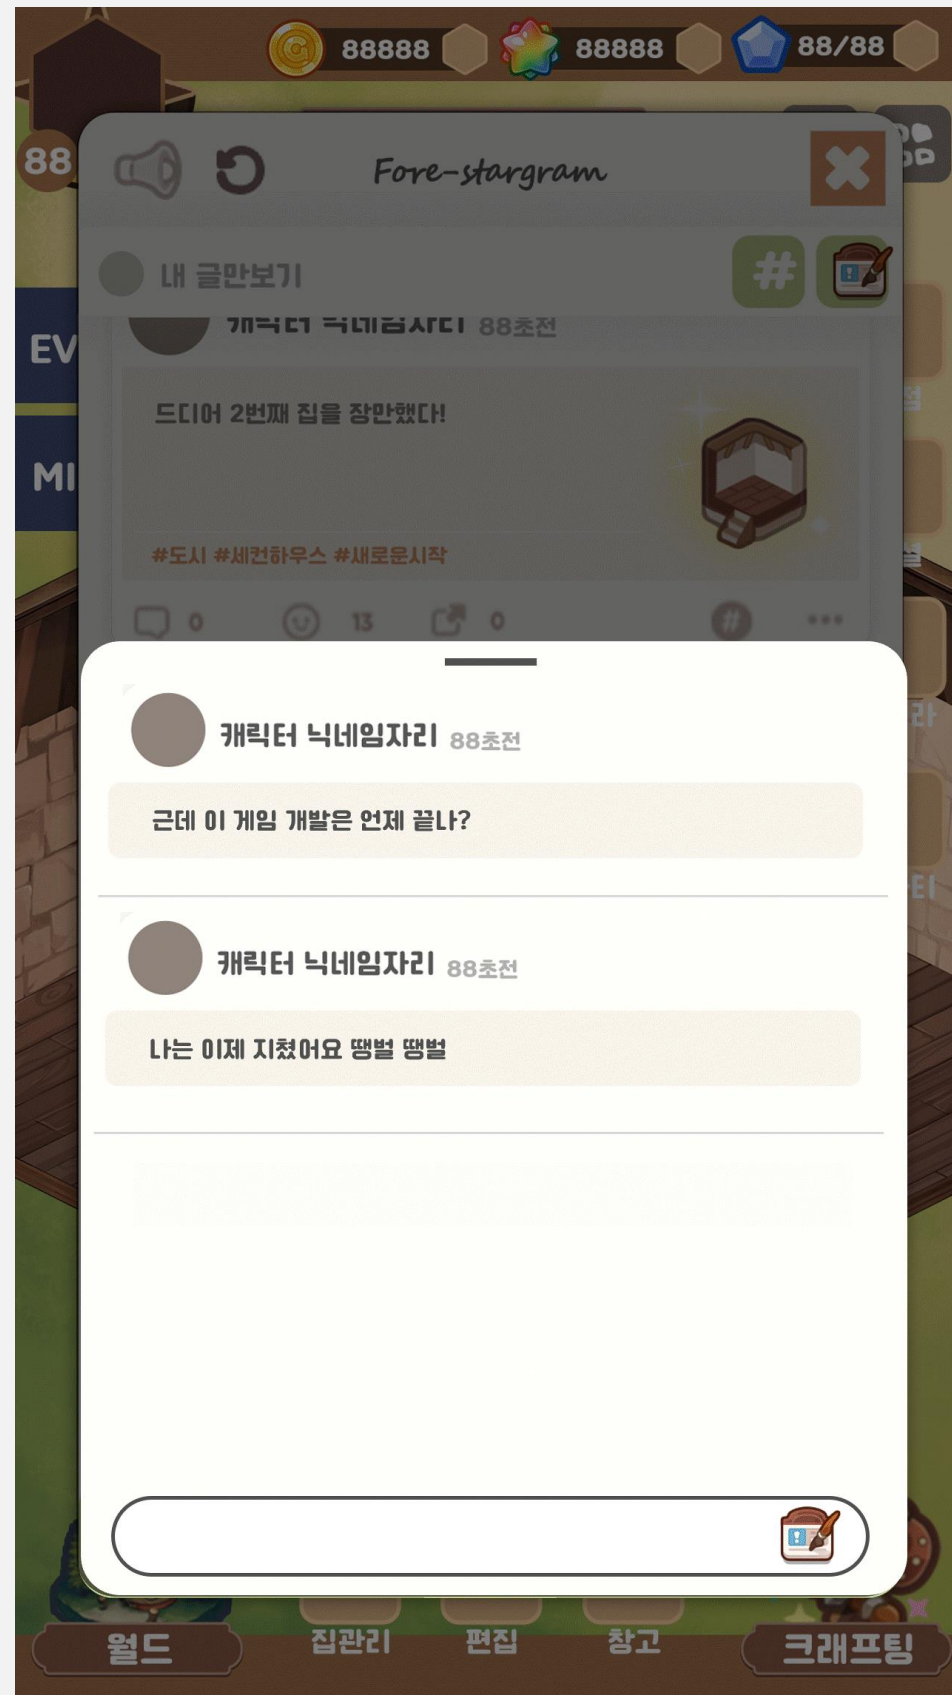 88888
88888
88/88
88
Fore-stargram
내 글만보기
#
EV
캐릭터 닉네임자리 88초전
드디어 2번째 집을 장만했다!
MI
#도시 #세컨하우스 #새로운시작
0
13
0
#
캐릭터 닉네임자리 88초전
근데 이 게임 개발은 언제 끝나?
캐릭터 닉네임자리 88초전
나는 이제 지쳤어요 땡벌 땡벌
월드
집관리
편집
창고
크래프팅